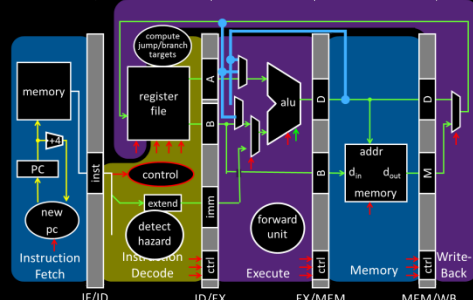 compute
jump/branch
targets
memory
register
file
A
B
alu
D
D
+4
addr
PC
inst
control
B
d_in
d_out
M
memory
extend
imm
new
pc
detect
hazard
forward
unit
ctrl
ctrl
ctrl
Instruction
Fetch
Instruction
Decode
Execute
Memory
Write-
Back
IF/ID
ID/EX
EX/MEM
MEM/WB